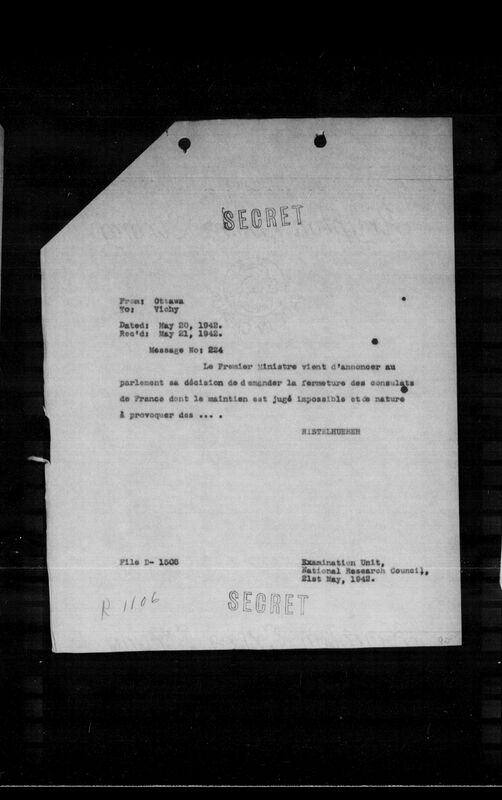 SECRET
From: Ottawa
To: Vichy
Dated: May 20, 1942.
Rec'd: May 21, 1942.
Message No: 224
Le Premier Ministre vient d'annoncer au
parlement sa décision de demander la fermeture des consulats
de France dont le maintien est jugé impossible et de nature
à provoquer des ... .
RISTELHUEBER
File D- 1508
Examination Unit,
National Research Council,
21st May, 1942.
R 1106
SECRET